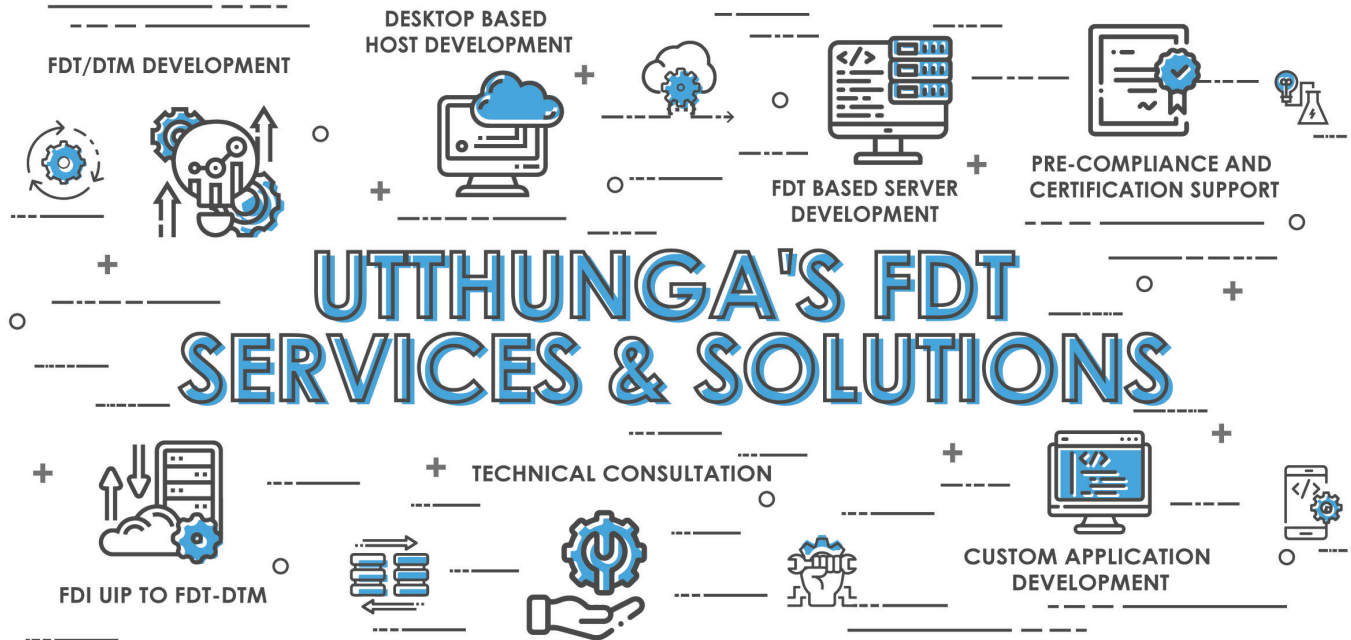 DESKTOP BASED
HOST DEVELOPMENT
FDT/DTM DEVELOPMENT
</>
FDT BASED SERVER
DEVELOPMENT
PRE-COMPLIANCE AND
CERTIFICATION SUPPORT
UTTHUNGA'S FDT
SERVICES & SOLUTIONS
FDI UIP TO FDT-DTM
TECHNICAL CONSULTATION
</>
CUSTOM APPLICATION
DEVELOPMENT
</>